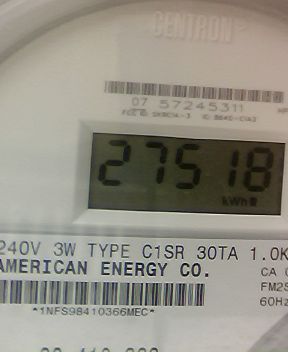 CENTRON
07 57245311
27518
kWh
240V 3W TYPE C1SR 30TA 1.0K
AMERICAN ENERGY CO.
CA
FM2S
60Hz
*1NFS98410366MEC*